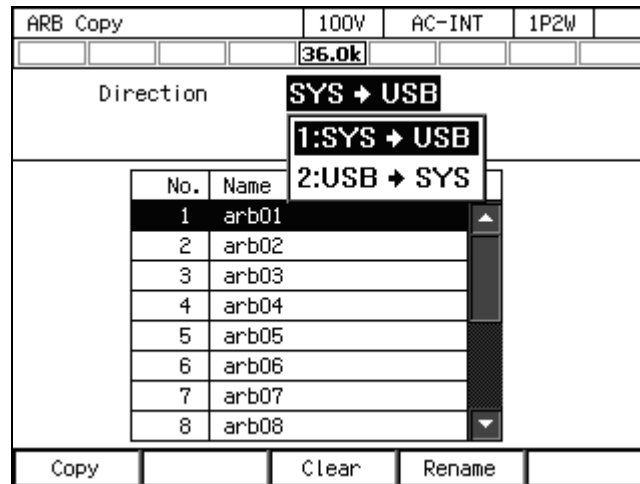 ARB Copy 100V AC-INT 1P2W
36.0k
Direction SYS → USB
1:SYS → USB
2:USB → SYS
No. Name
1 arb01
2 arb02
3 arb03
4 arb04
5 arb05
6 arb06
7 arb07
8 arb08
Copy Clear Rename